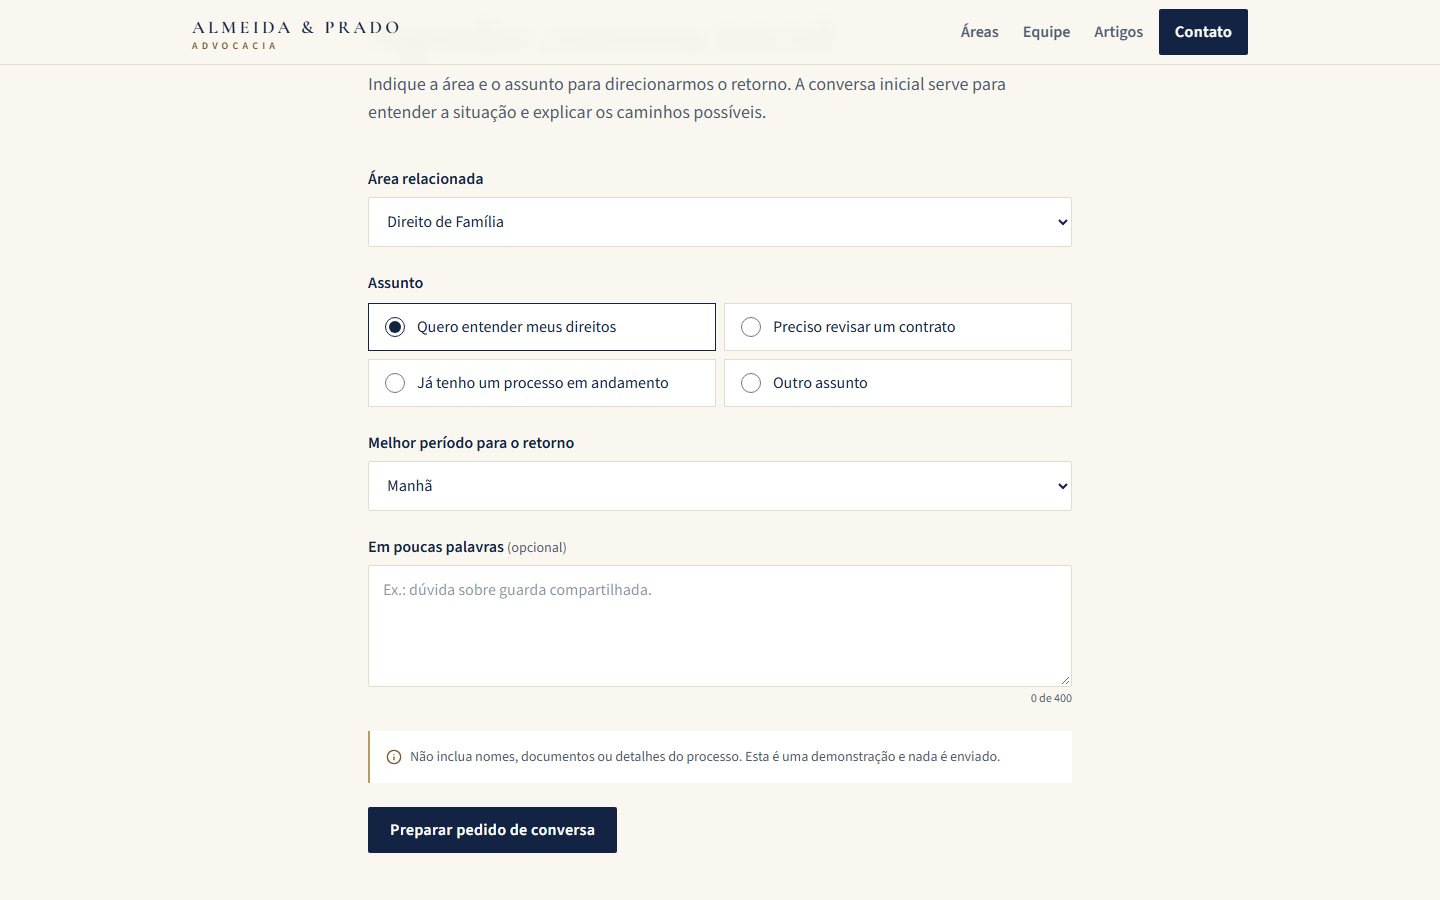 ALMEIDA & PRADO
ADVOCACIA
Áreas
Equipe
Artigos
Contato
Indique a área e o assunto para direcionarmos o retorno. A conversa inicial serve para
entender a situação e explicar os caminhos possíveis.
Área relacionada
Direito de Família
Assunto
Quero entender meus direitos
Preciso revisar um contrato
Já tenho um processo em andamento
Outro assunto
Melhor período para o retorno
Manhã
Em poucas palavras (opcional)
Ex.: dúvida sobre guarda compartilhada.
0 de 400
Não inclua nomes, documentos ou detalhes do processo. Esta é uma demonstração e nada é enviado.
Preparar pedido de conversa